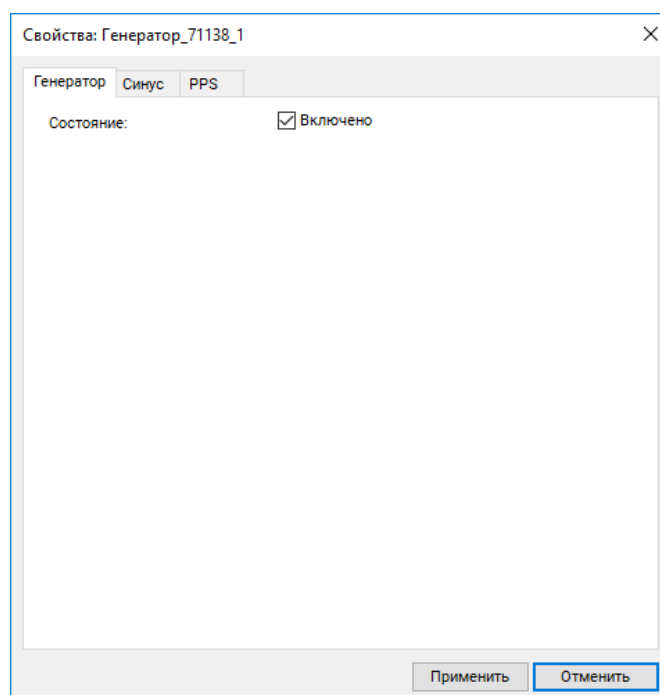 Свойства: Генератор_71138_1
Генератор Синус PPS
Состояние: Включено
Применить Отменить